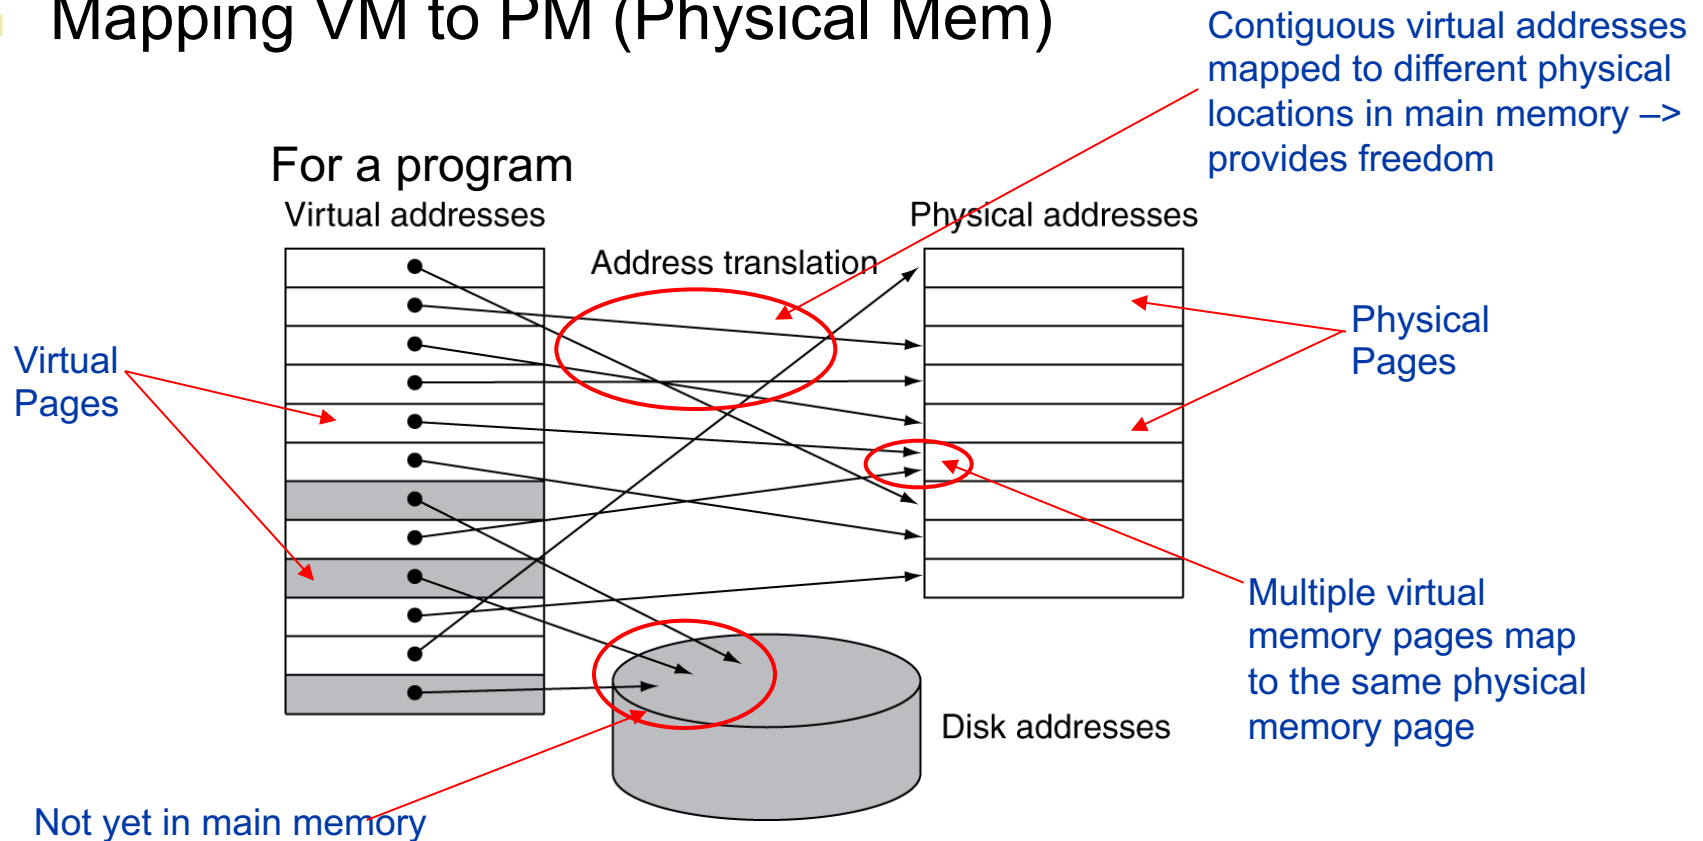 Mapping VM to PM (Physical Mem)
Contiguous virtual addresses
mapped to different physical
locations in main memory –>
provides freedom
For a program
Virtual addresses
Physical addresses
Address translation
Physical
Pages
Virtual
Pages
Multiple virtual
memory pages map
to the same physical
memory page
Disk addresses
Not yet in main memory